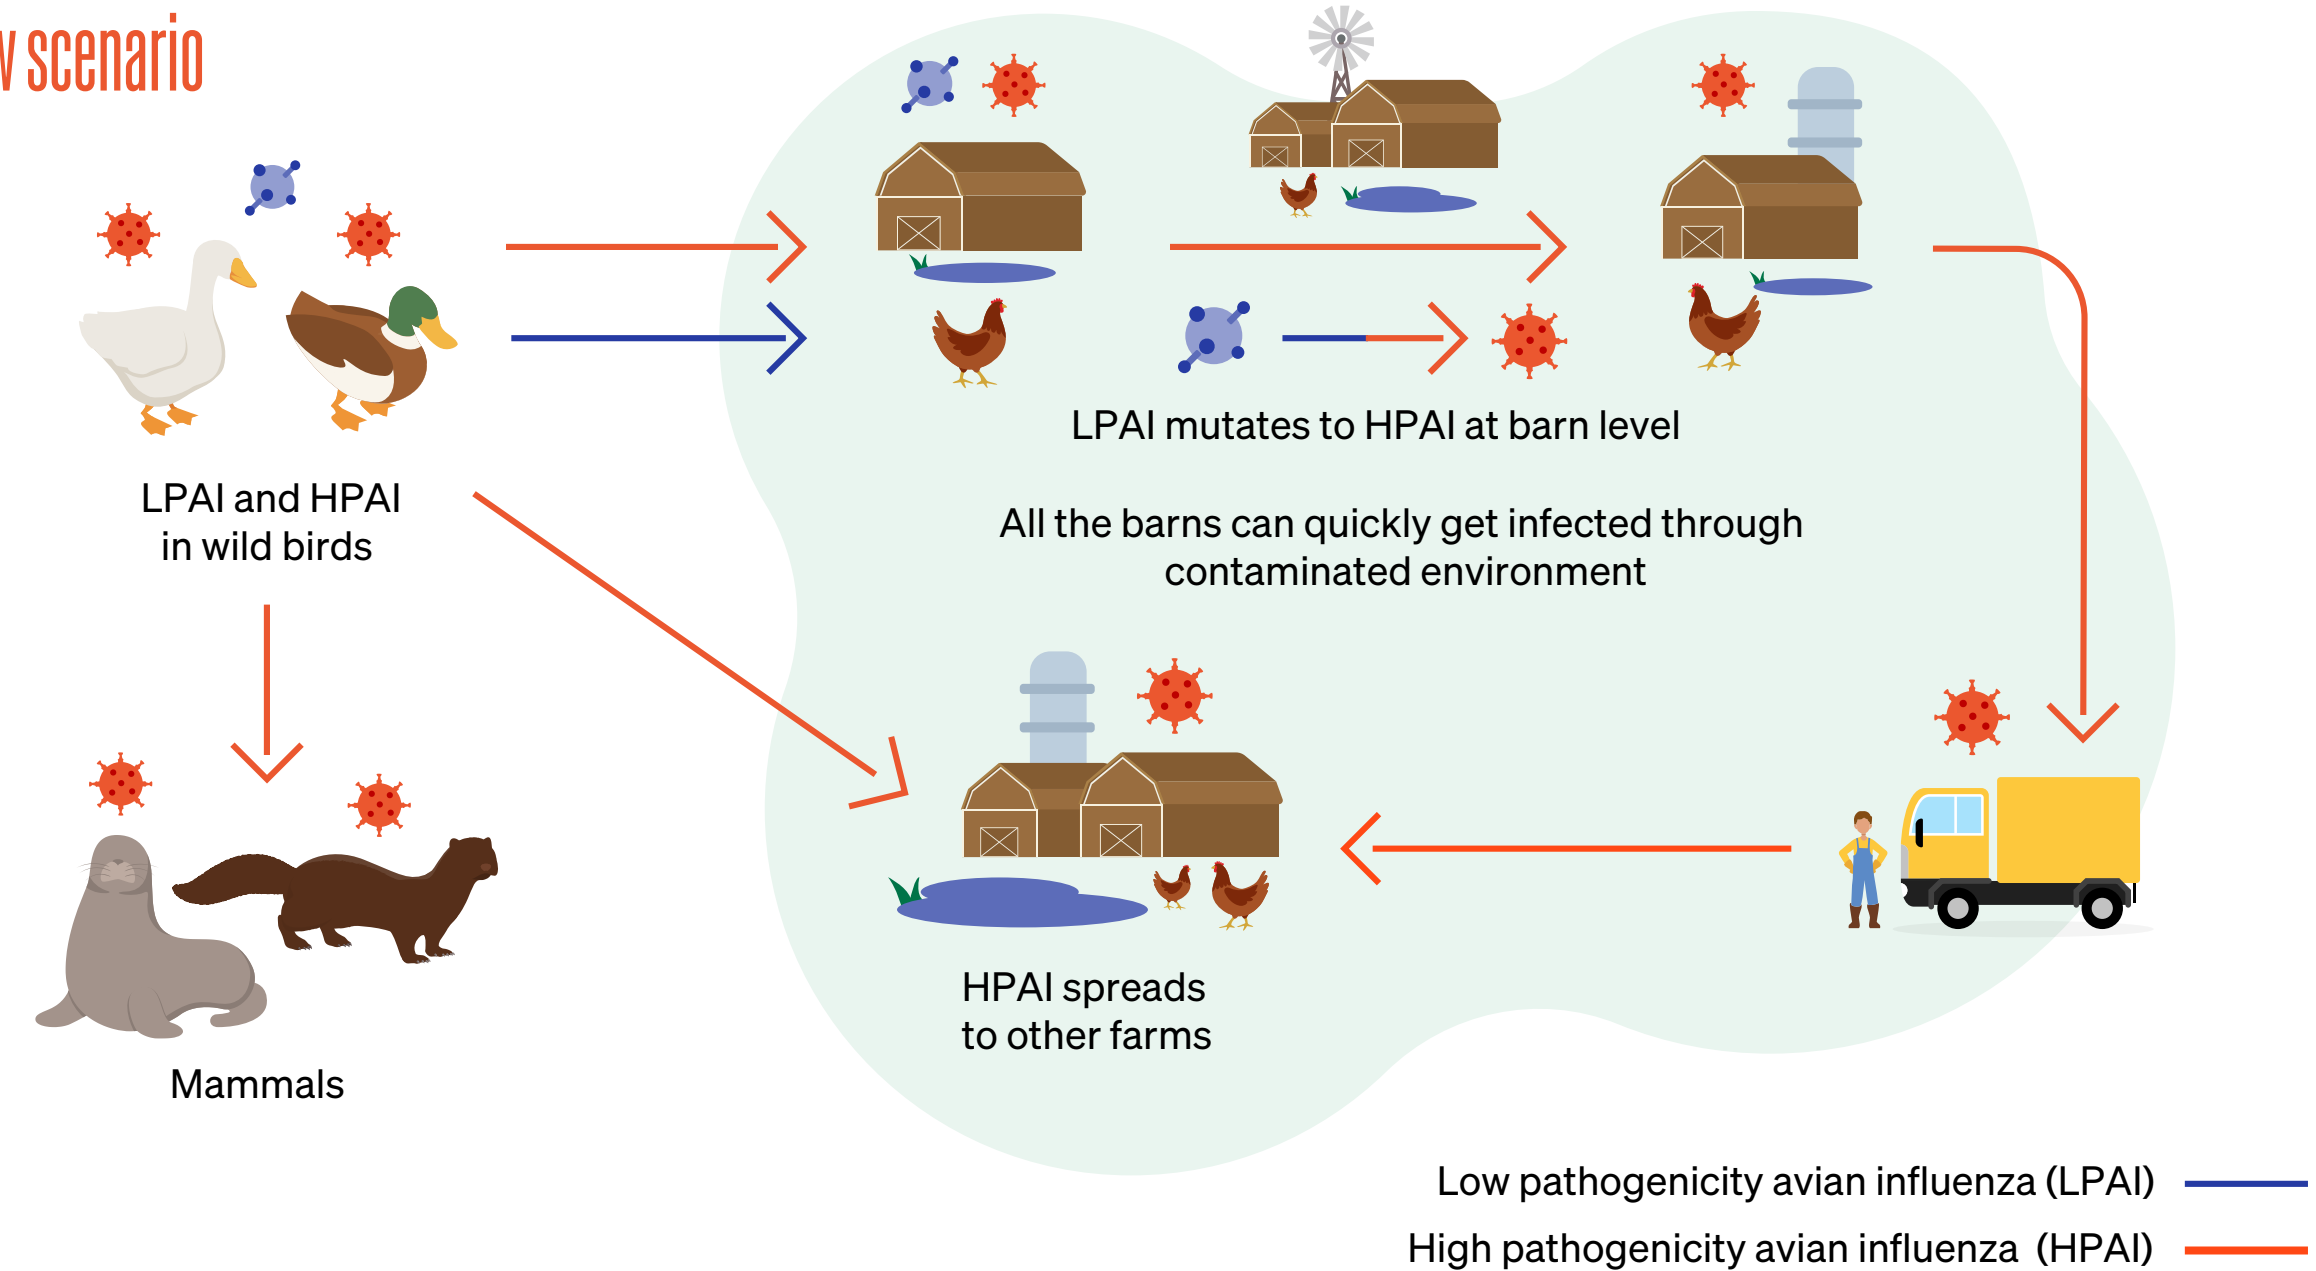 scenario
LPAI and HPAI
in wild birds
LPAI mutates to HPAI at barn level
All the barns can quickly get infected through
contaminated environment
HPAI spreads
to other farms
Mammals
Low pathogenicity avian influenza (LPAI)
High pathogenicity avian influenza (HPAI)